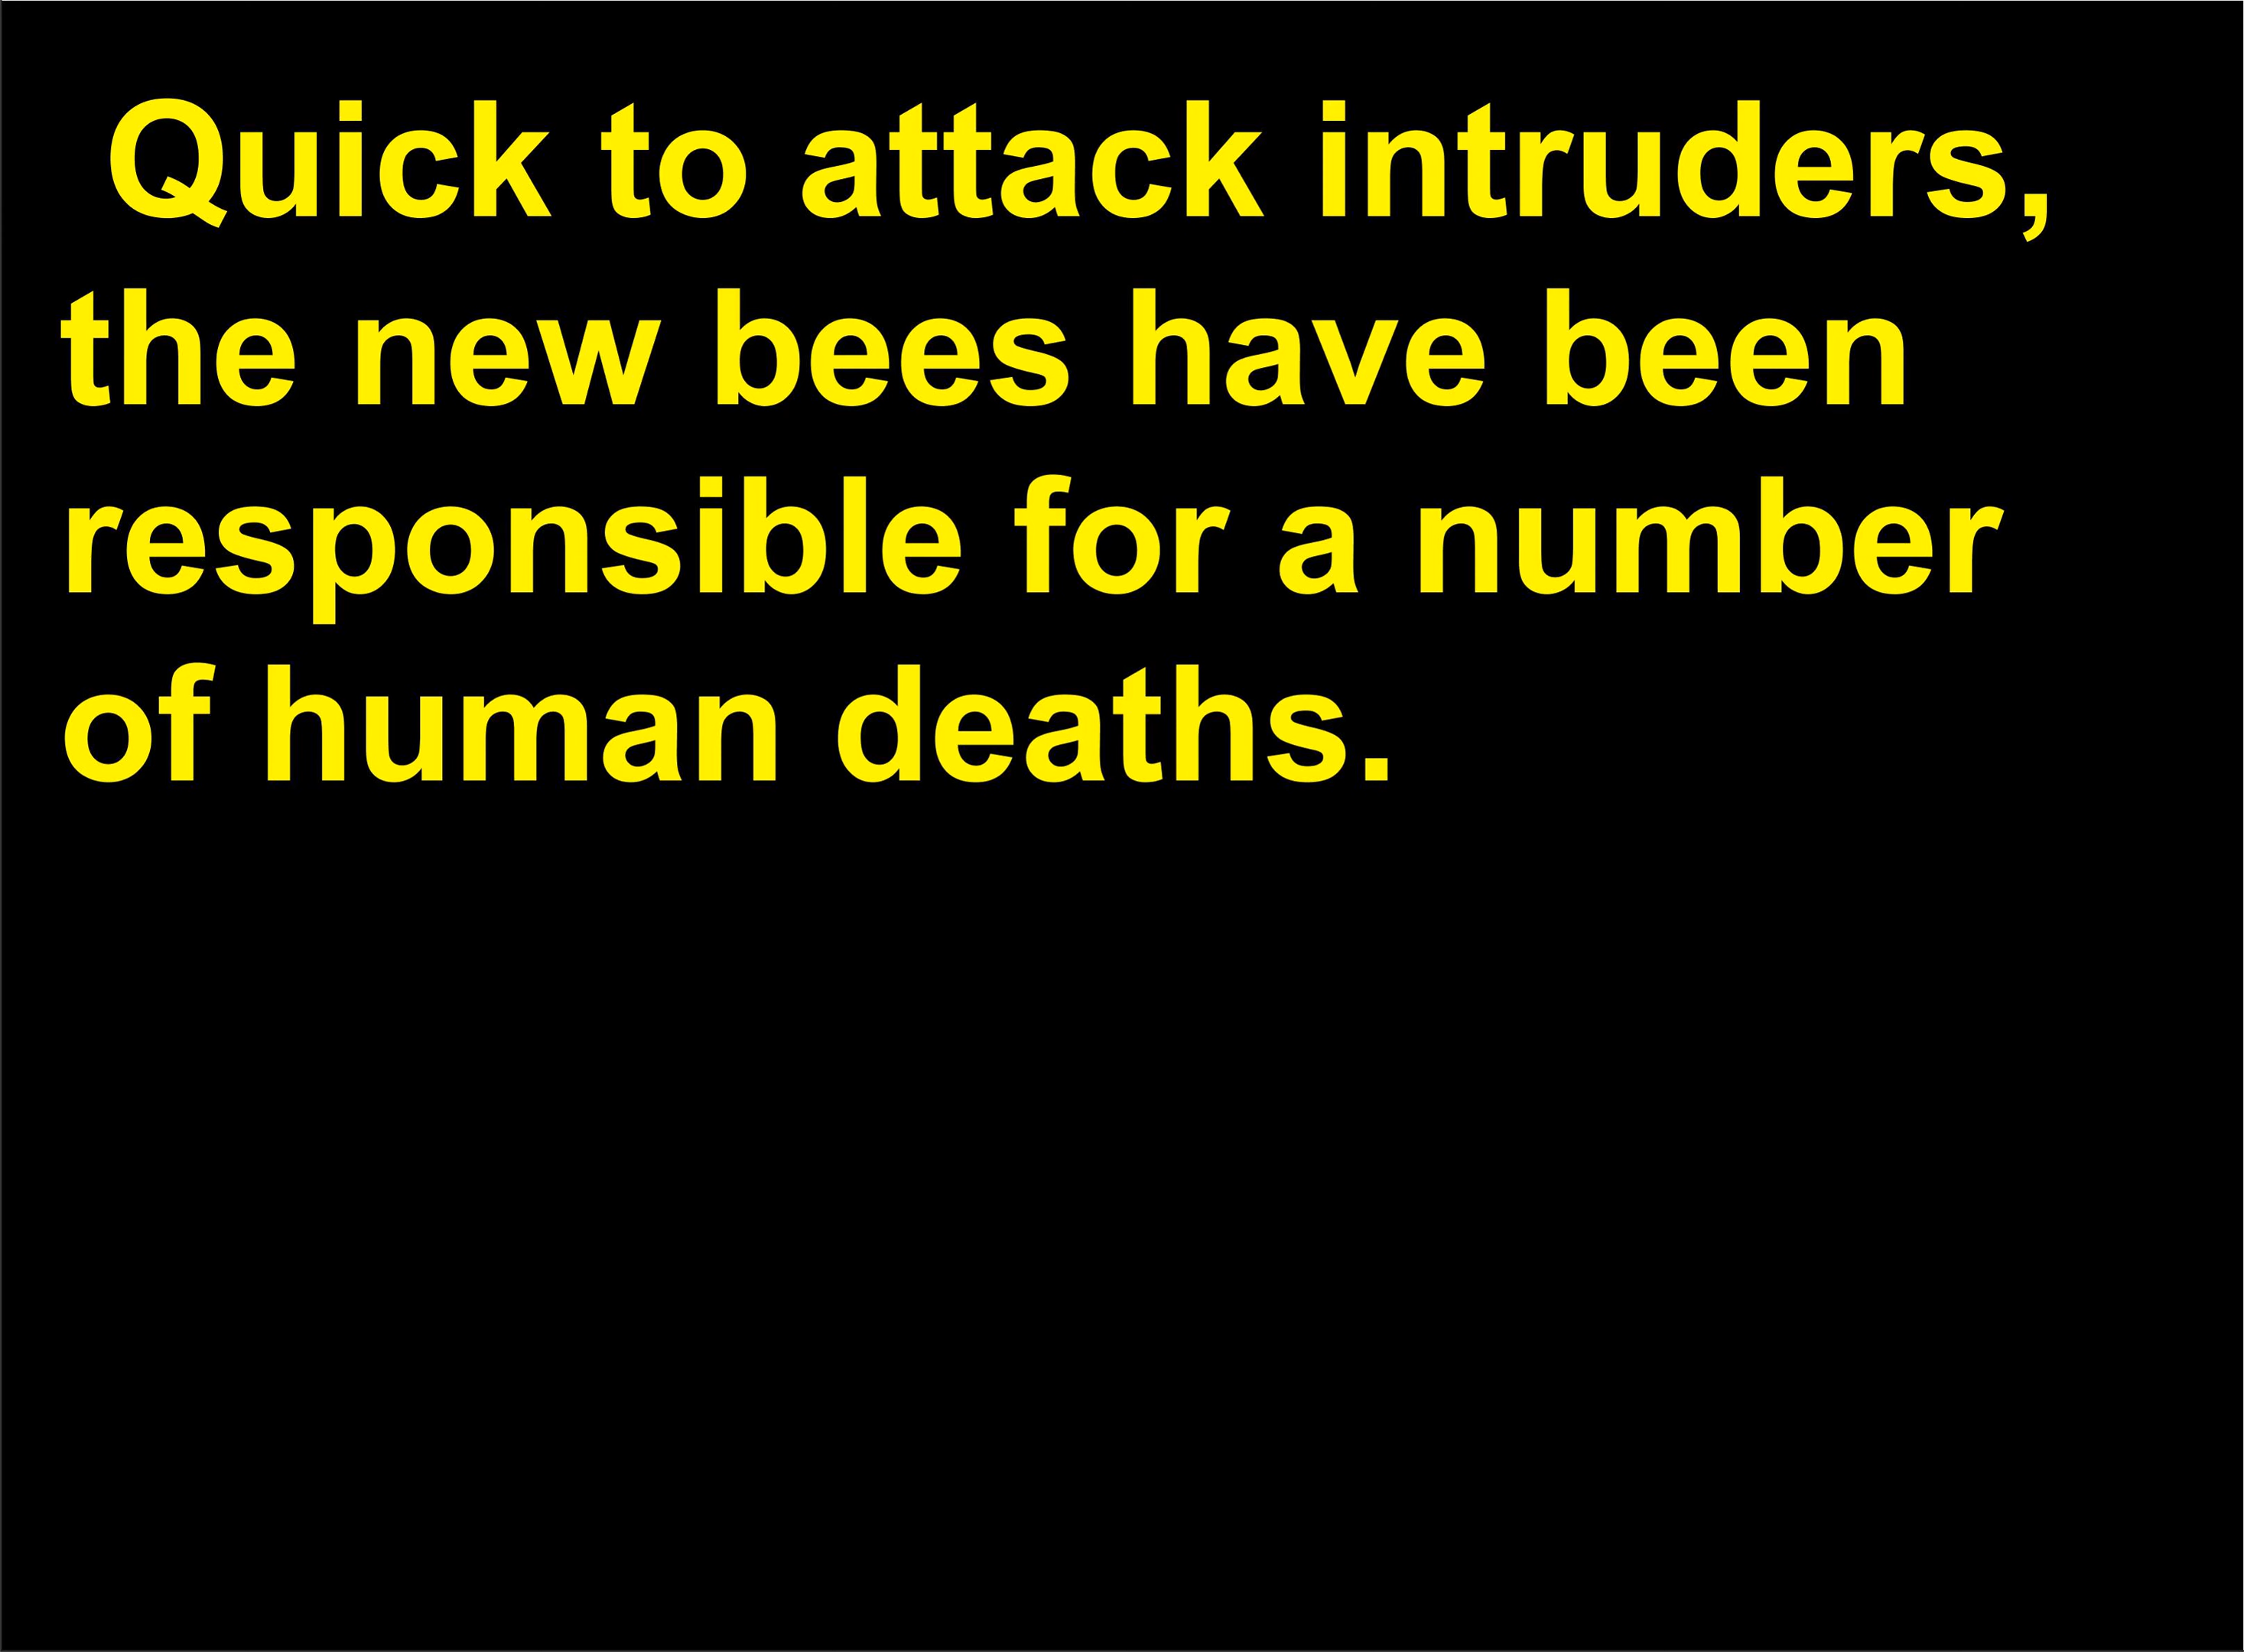 Quick to attack intruders,
the new bees have been
responsible for a number
of human deaths.